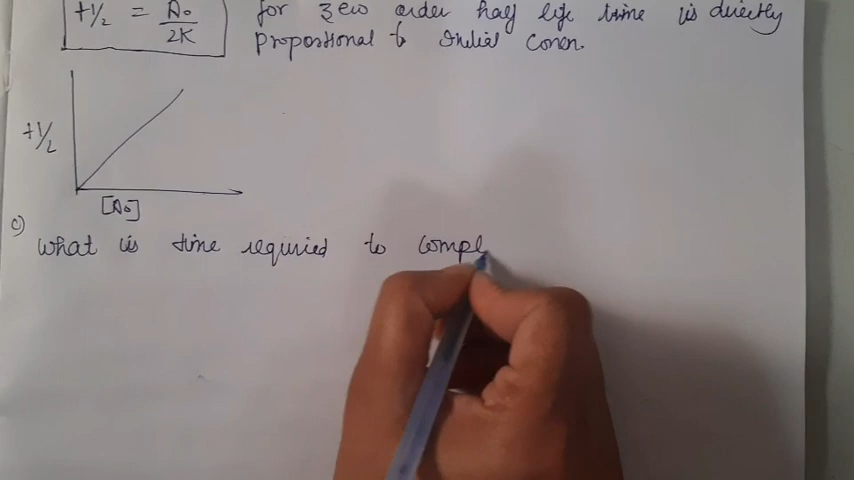 t1/2 = A₀/2K for zero order half life time is directly
Proportional to Initial Concn.
t1/2
[A₀]
c)
What is time required to compl